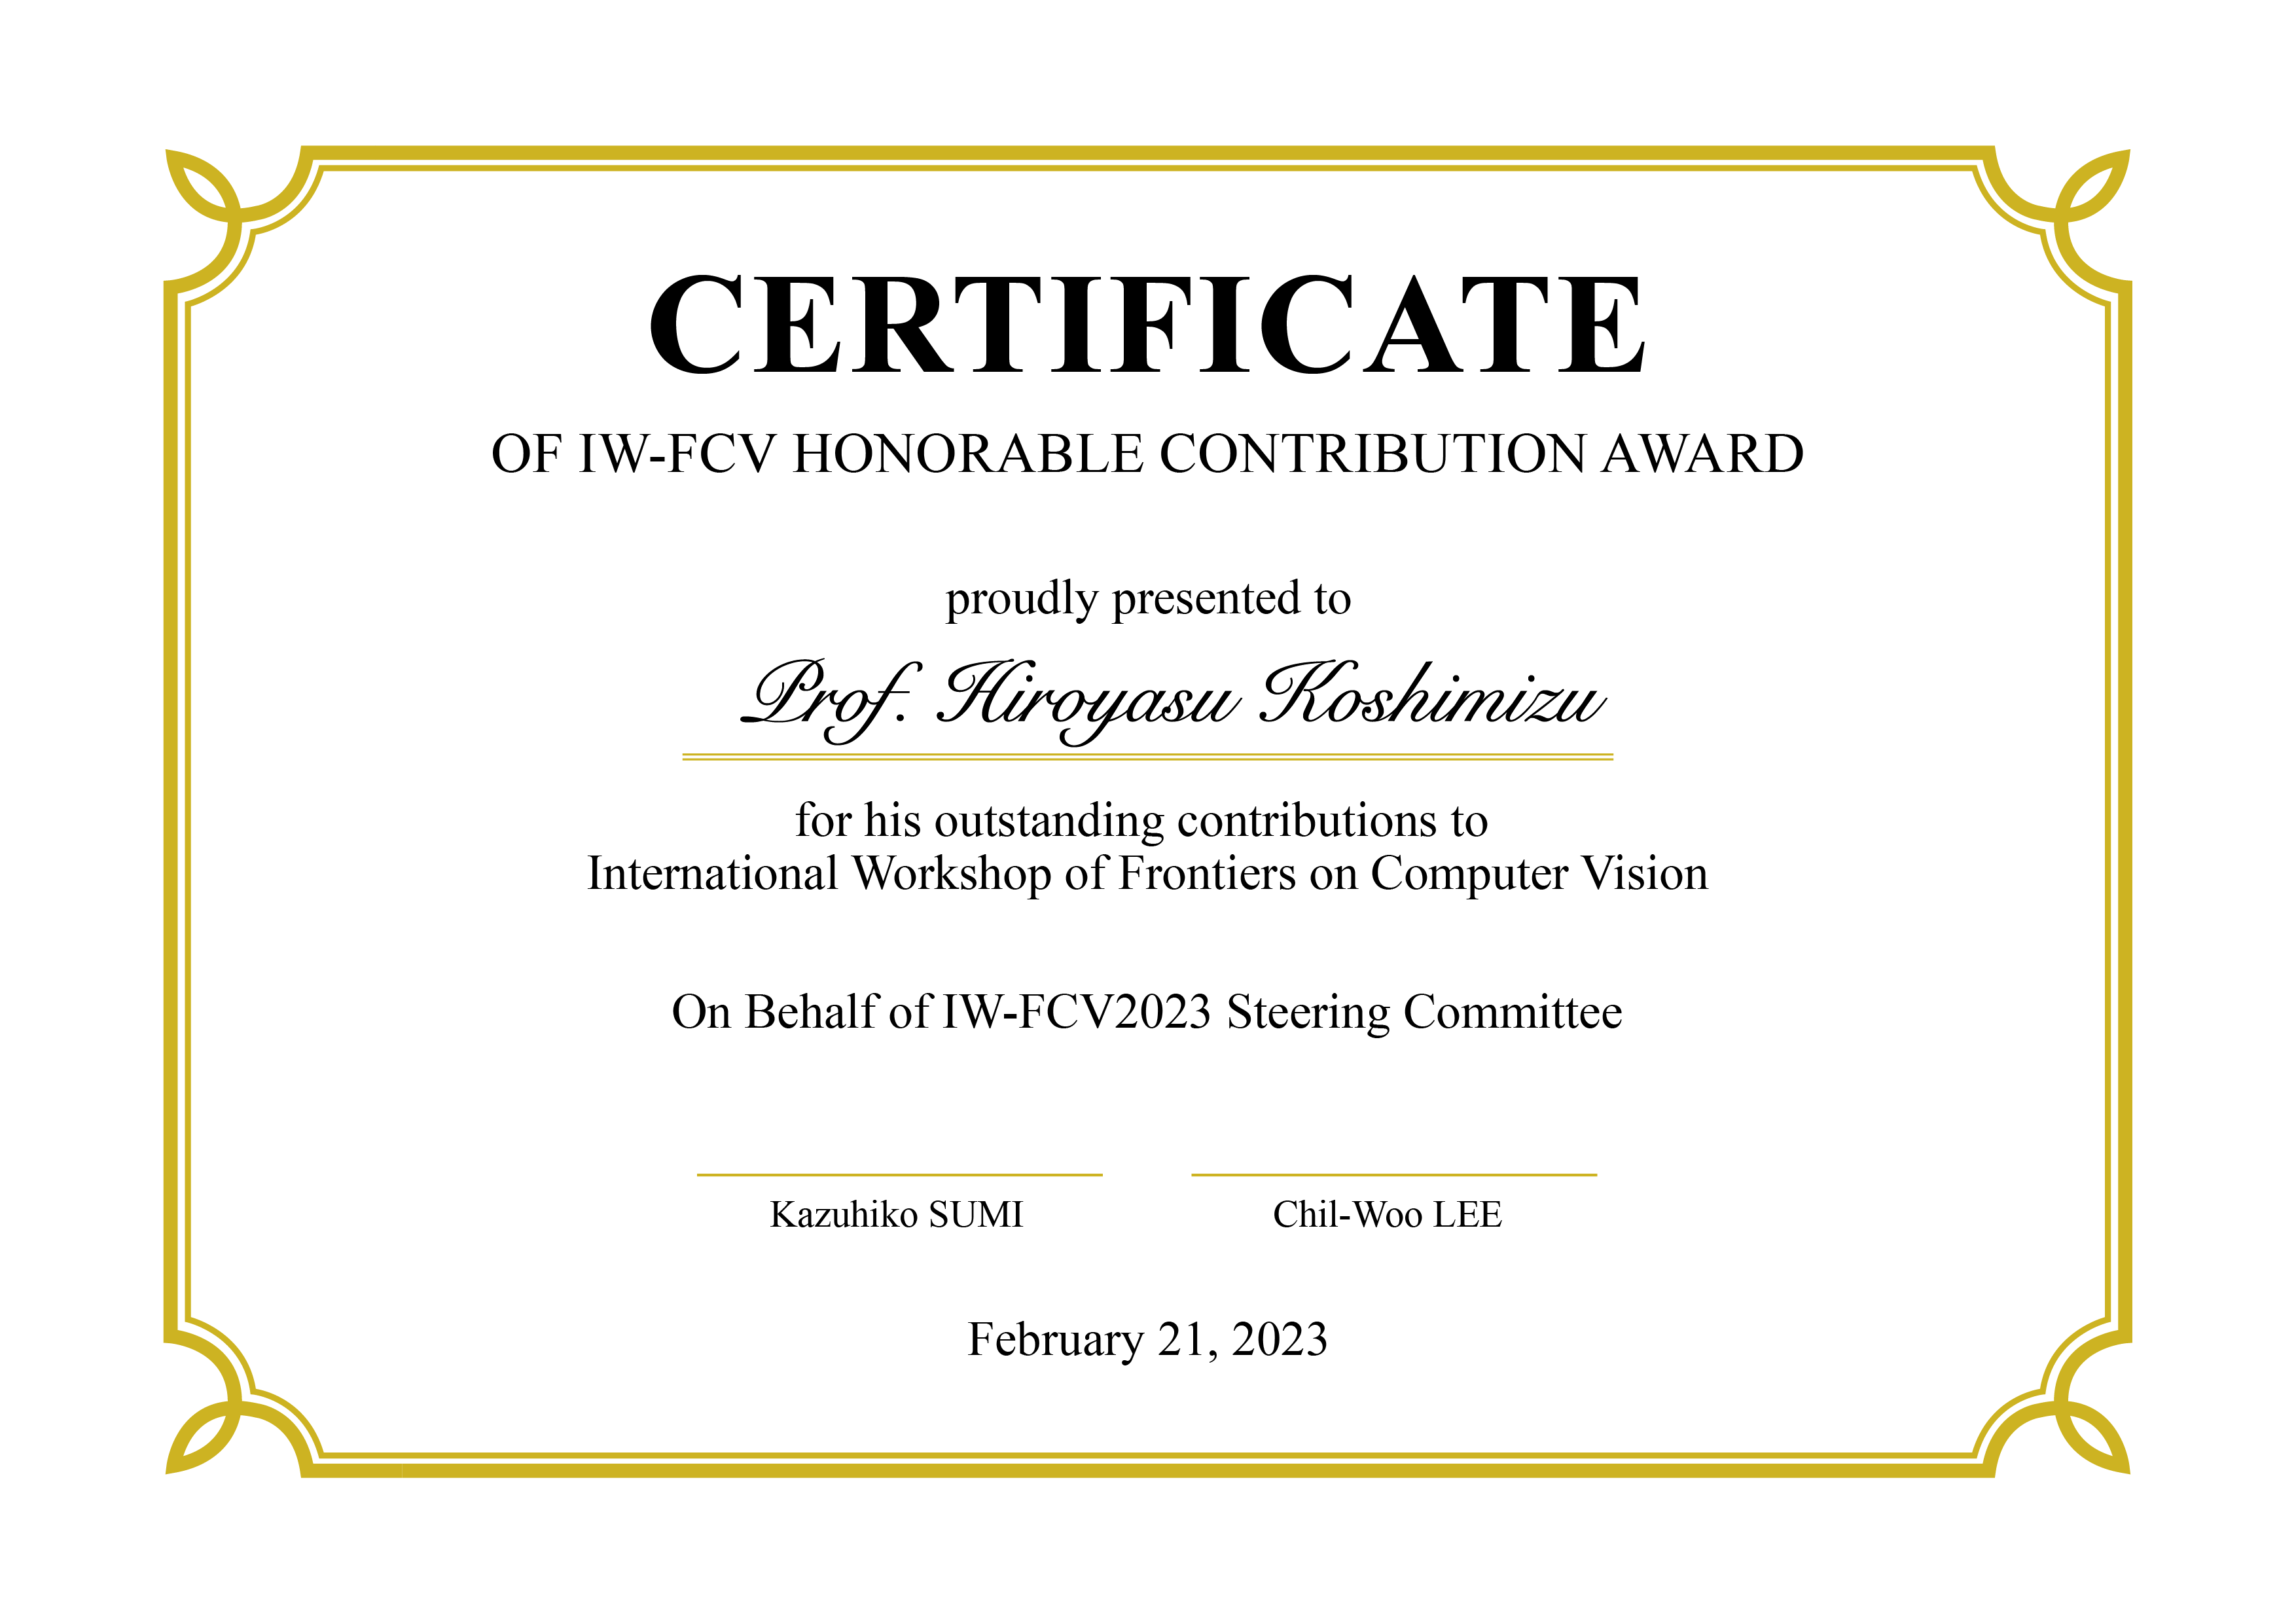 CERTIFICATE
OF IW-FCV HONORABLE CONTRIBUTION AWARD
proudly presented to
Prof. Hiroyasu Koshimizu
for his outstanding contributions to
International Workshop of Frontiers on Computer Vision
On Behalf of IW-FCV2023 Steering Committee
Kazuhiko SUMI
Chil-Woo LEE
February 21, 2023